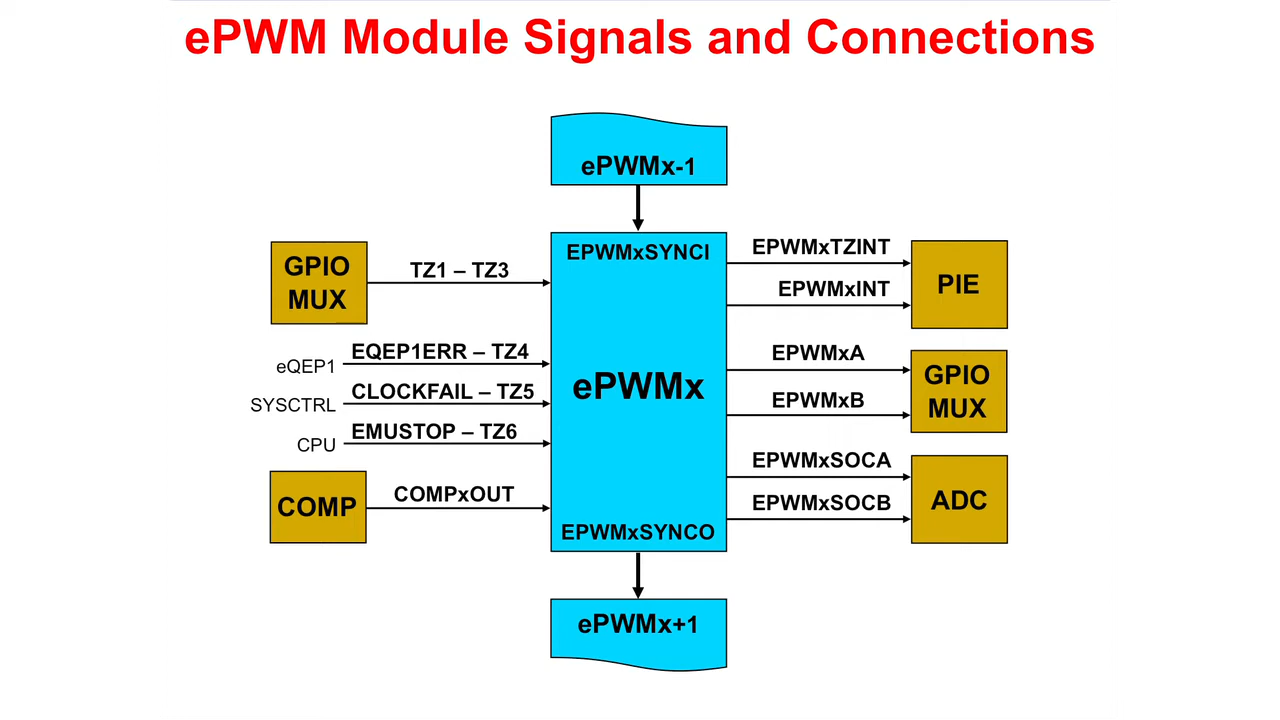 ePWM Module Signals and Connections
ePWMx-1
EPWMxSYNCI
GPIO
MUX
TZ1 – TZ3
eQEP1
EQEP1ERR – TZ4
SYSCTRL
CLOCKFAIL – TZ5
CPU
EMUSTOP – TZ6
COMP
COMPxOUT
ePWMx
EPWMxTZINT
EPWMxINT
PIE
EPWMxA
EPWMxB
GPIO
MUX
EPWMxSOCA
EPWMxSOCB
ADC
EPWMxSYNCO
ePWMx+1